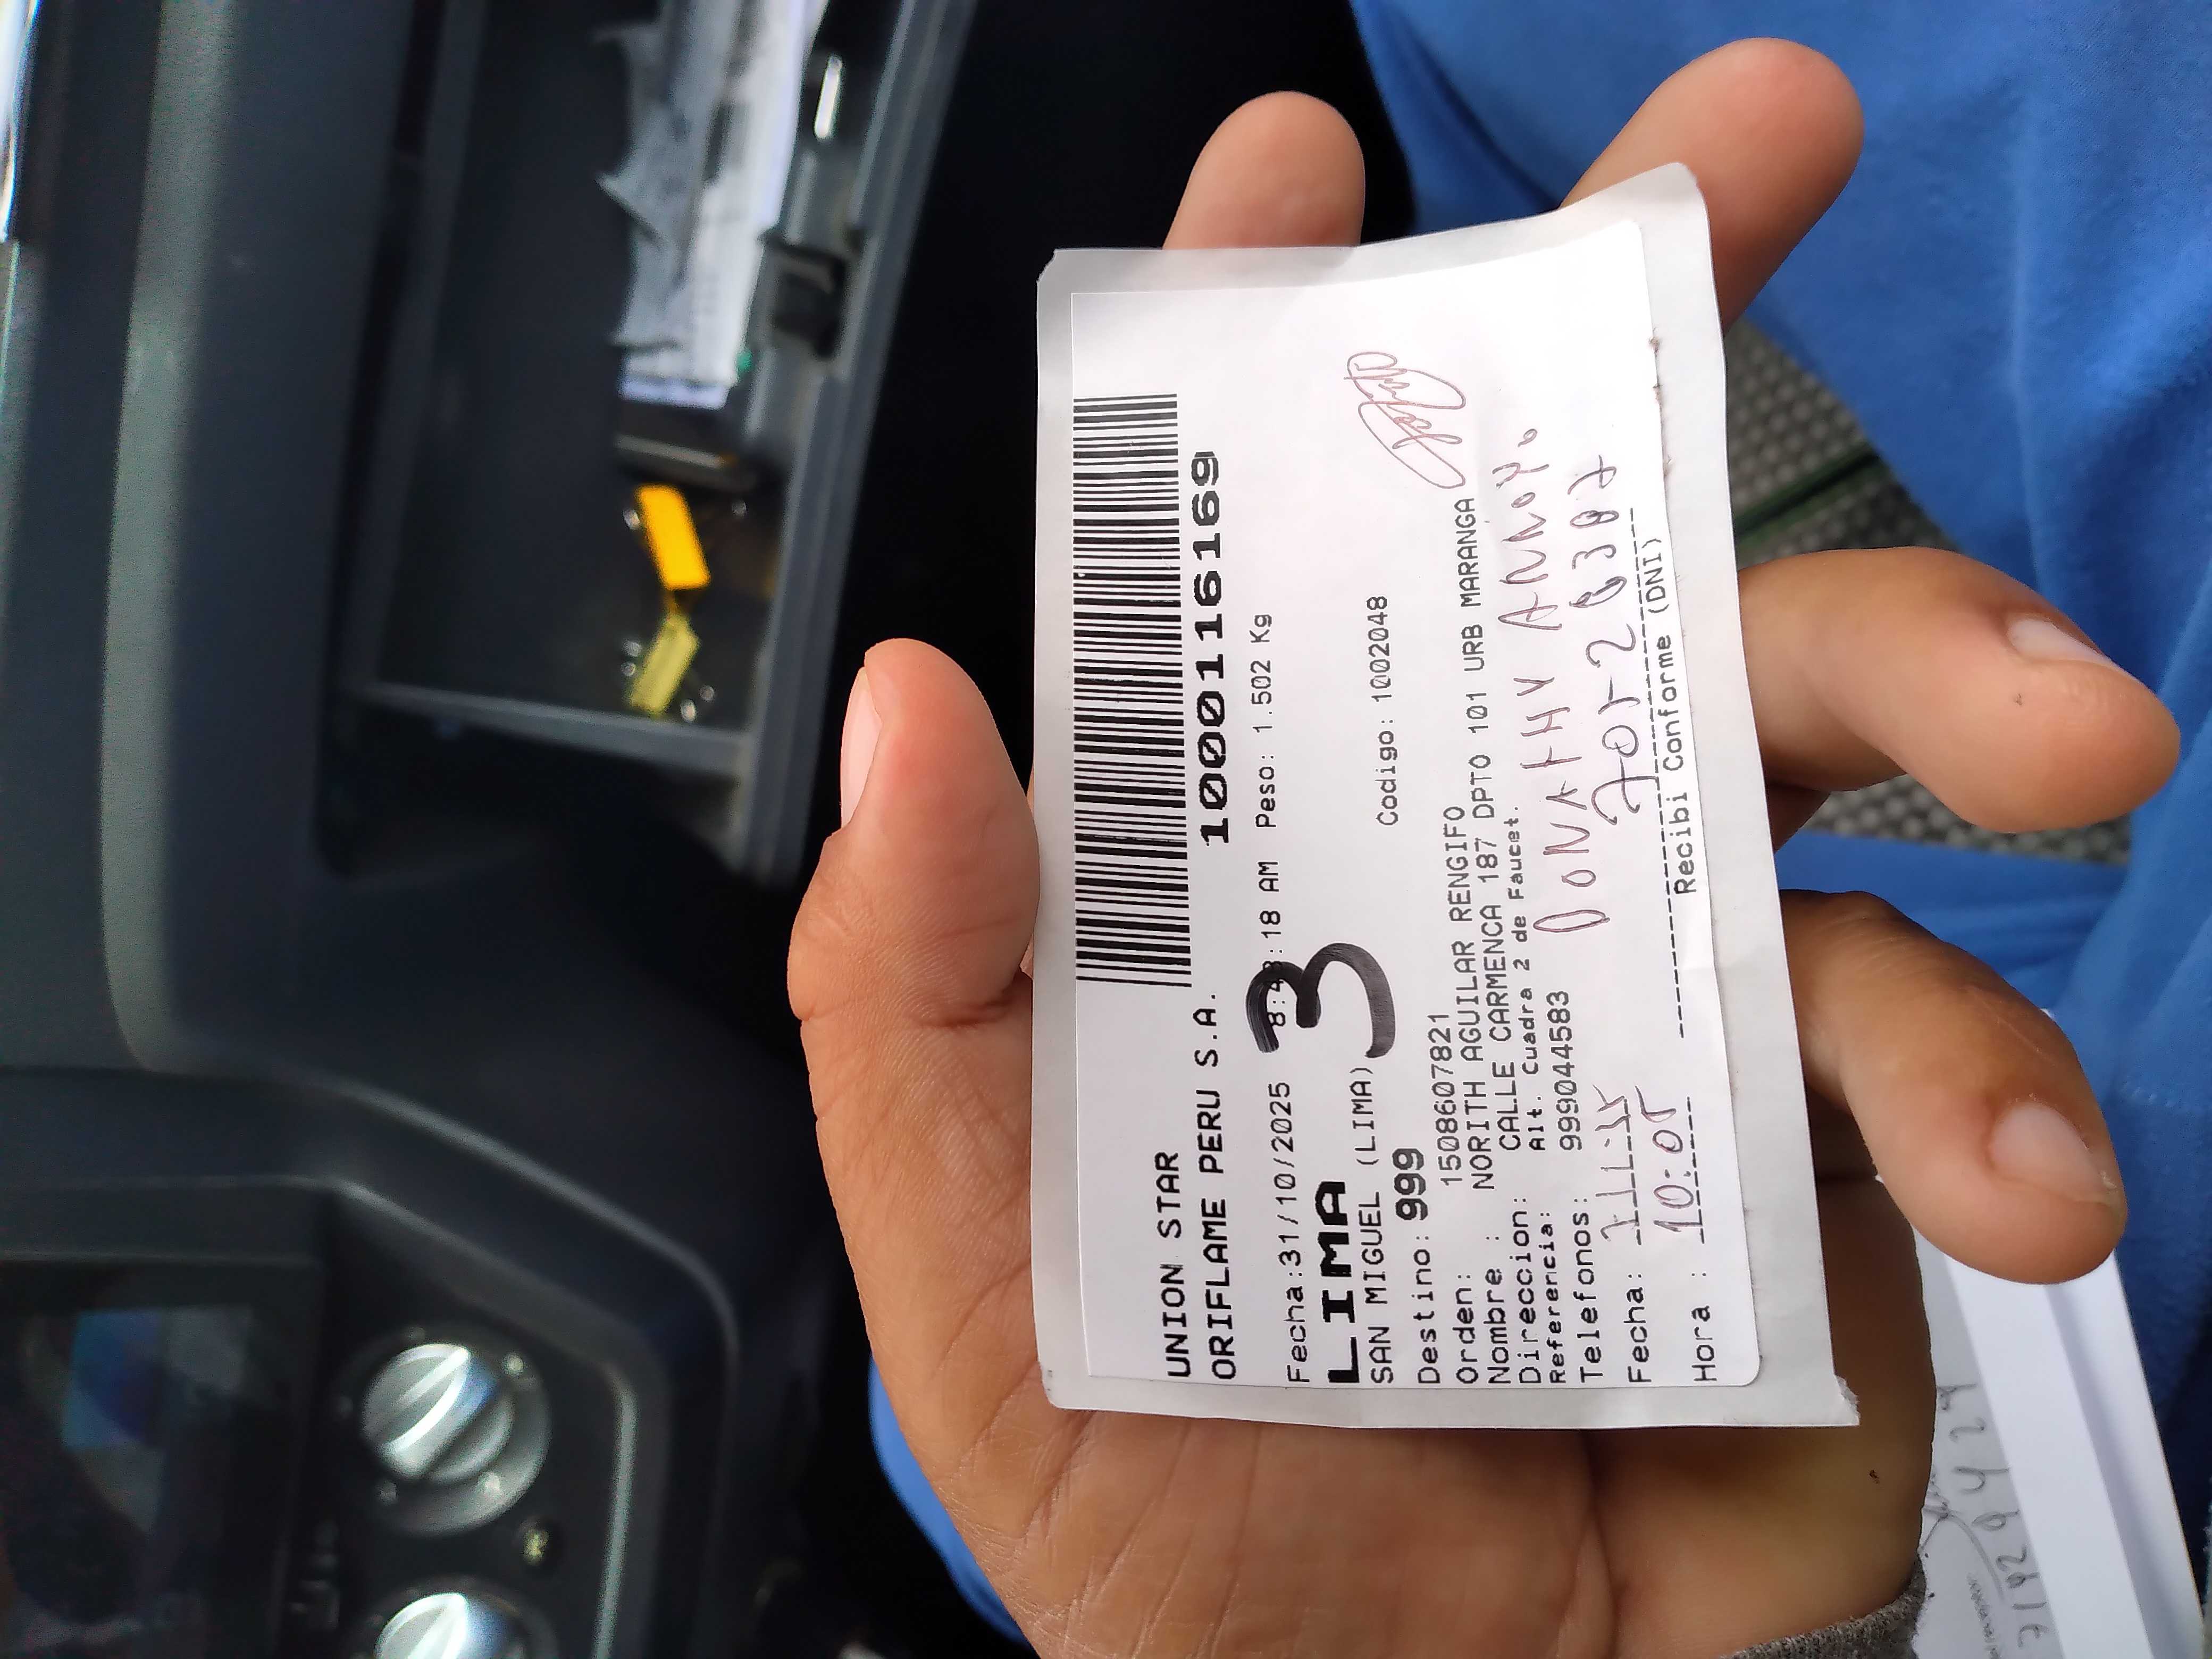 UNION STAR
ORIFLAME PERU S.A.
10001116169
Fecha:31/10/2025 8:43:18 AM Peso: 1.502 Kg
LIMA
3
SAN MIGUEL (LIMA)
Destino: 999 Codigo: 1002048
Orden: 1508607821
Nombre : NORITH AGUILAR RENGIFO
Direccion: CALLE CARMENCA 187 DPTO 101 URB MARANGA
Referencia: Alt. Cuadra 2 de Faucet.
Telefonos: 999044583
Fecha:
Hora : 10:05
Recibi Conforme (DNI)